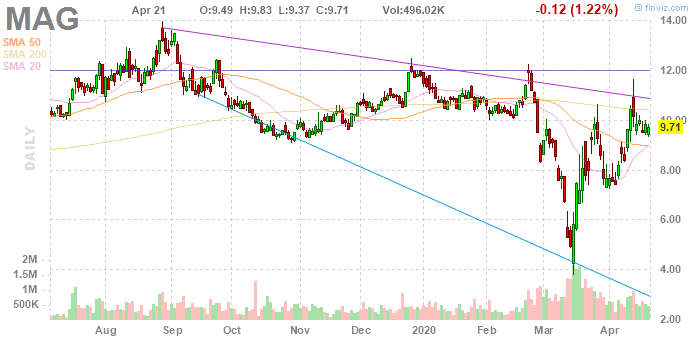 MAG Apr 21 O:9.49 H:9.83 L:9.37 C:9.71 Vol:496.02K -0.12 (1.22%) © finviz.com
SMA 50
SMA 200
SMA 20
DAILY
14.00
12.00
10.00
9.71
8.00
6.00
2M 4.00
1.5M
1M
500K
2.00
Aug Sep Oct Nov Dec 2020 Feb Mar Apr